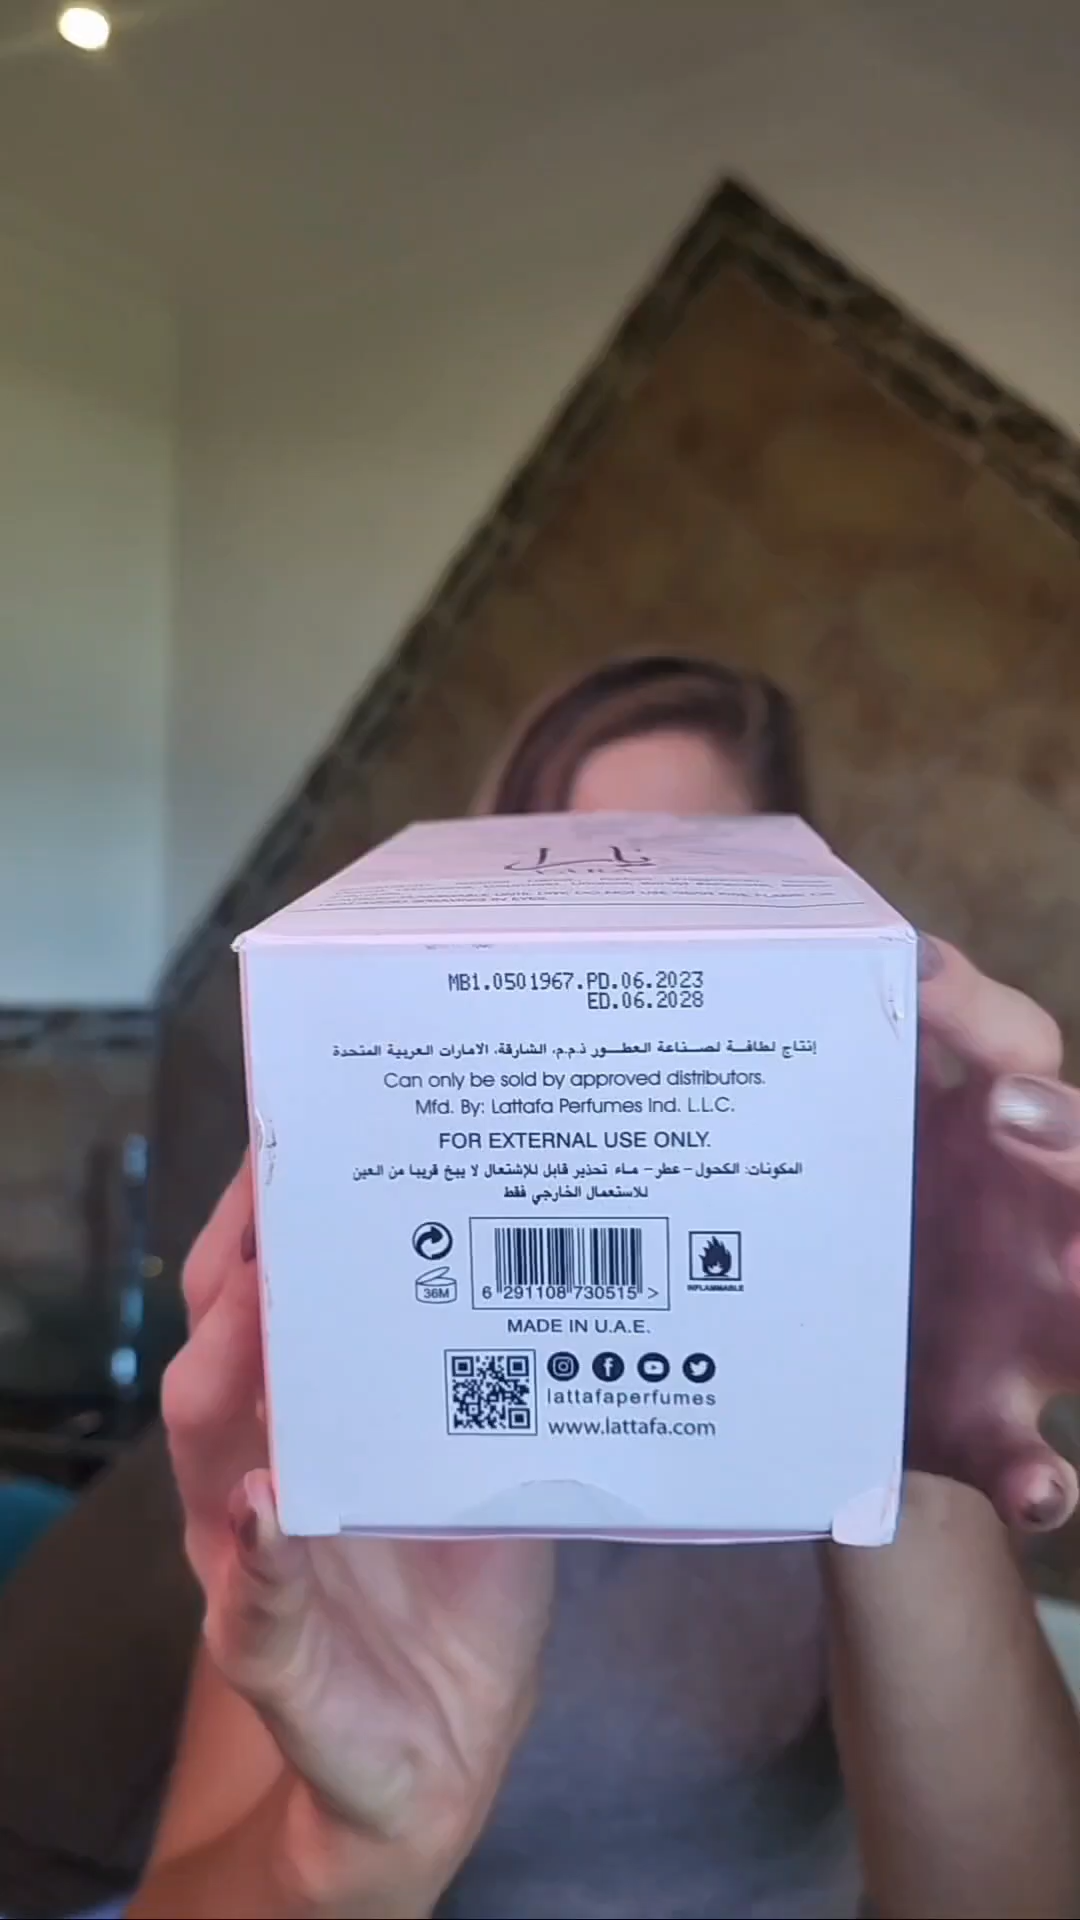 يارا
YARA
MB1.0501967.PD.06.2023
ED.06.2028
إنتاج لطافة لصناعة العطور ذ.م.م. الشارقة، الامارات العربية المتحدة
Can only be sold by approved distributors.
Mfd. By: Lattafa Perfumes Ind. L.L.C.
FOR EXTERNAL USE ONLY.
المكونات: الكحول – عطر – ماء تحذير قابل للإشتعال لا يبخ قريبا من العين
للاستعمال الخارجي فقط
36M
6 291108 730515 >
INFLAMMABLE
MADE IN U.A.E.
lattafaperfumes
www.lattafa.com